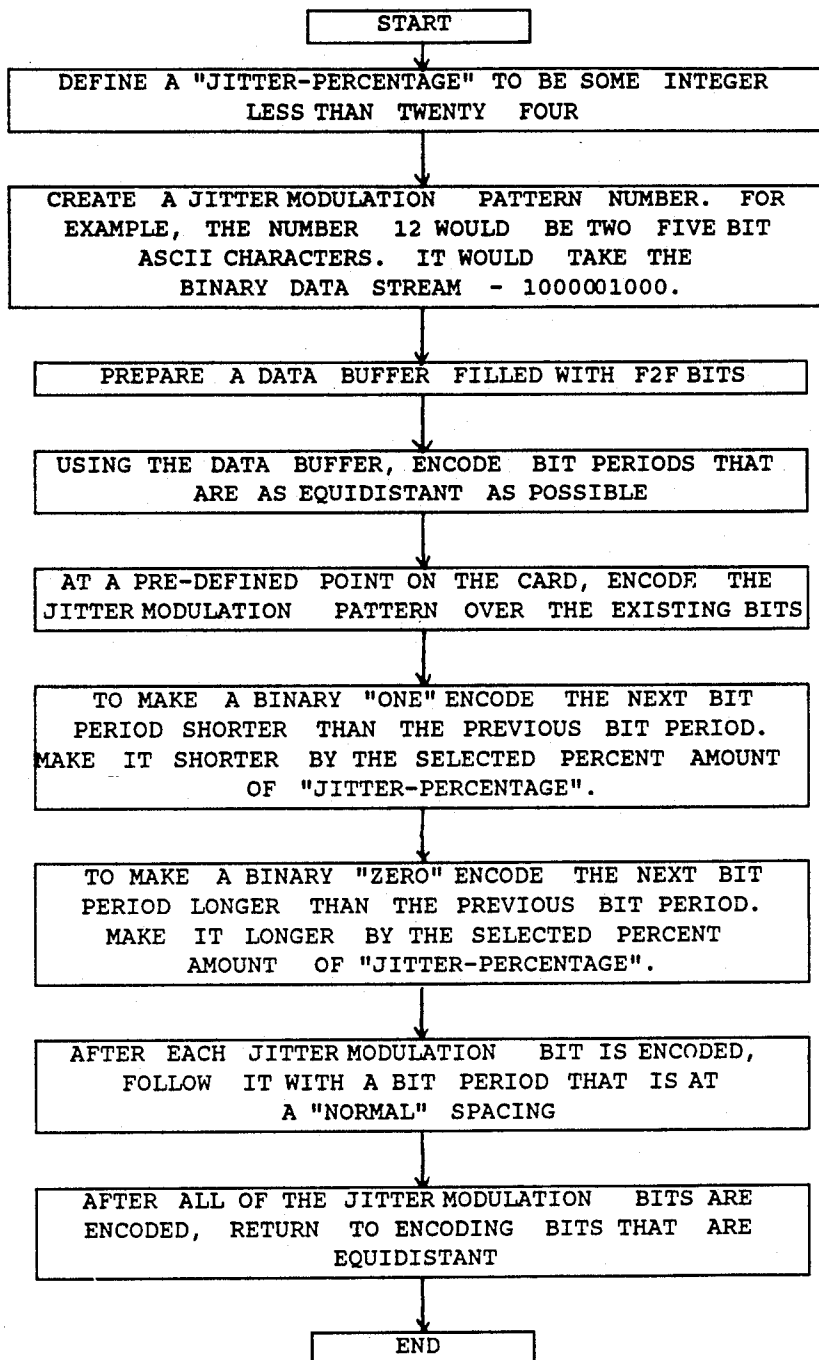 START
DEFINE A "JITTER-PERCENTAGE" TO BE SOME INTEGER
LESS THAN TWENTY FOUR
CREATE A JITTER MODULATION PATTERN NUMBER. FOR
EXAMPLE, THE NUMBER 12 WOULD BE TWO FIVE BIT
ASCII CHARACTERS. IT WOULD TAKE THE
BINARY DATA STREAM - 1000001000.
PREPARE A DATA BUFFER FILLED WITH F2F BITS
USING THE DATA BUFFER, ENCODE BIT PERIODS THAT
ARE AS EQUIDISTANT AS POSSIBLE
AT A PRE-DEFINED POINT ON THE CARD, ENCODE THE
JITTER MODULATION PATTERN OVER THE EXISTING BITS
TO MAKE A BINARY "ONE" ENCODE THE NEXT BIT
PERIOD SHORTER THAN THE PREVIOUS BIT PERIOD.
MAKE IT SHORTER BY THE SELECTED PERCENT AMOUNT
OF "JITTER-PERCENTAGE".
TO MAKE A BINARY "ZERO" ENCODE THE NEXT BIT
PERIOD LONGER THAN THE PREVIOUS BIT PERIOD.
MAKE IT LONGER BY THE SELECTED PERCENT
AMOUNT OF "JITTER-PERCENTAGE".
AFTER EACH JITTER MODULATION BIT IS ENCODED,
FOLLOW IT WITH A BIT PERIOD THAT IS AT
A "NORMAL" SPACING
AFTER ALL OF THE JITTER MODULATION BITS ARE
ENCODED, RETURN TO ENCODING BITS THAT ARE
EQUIDISTANT
END